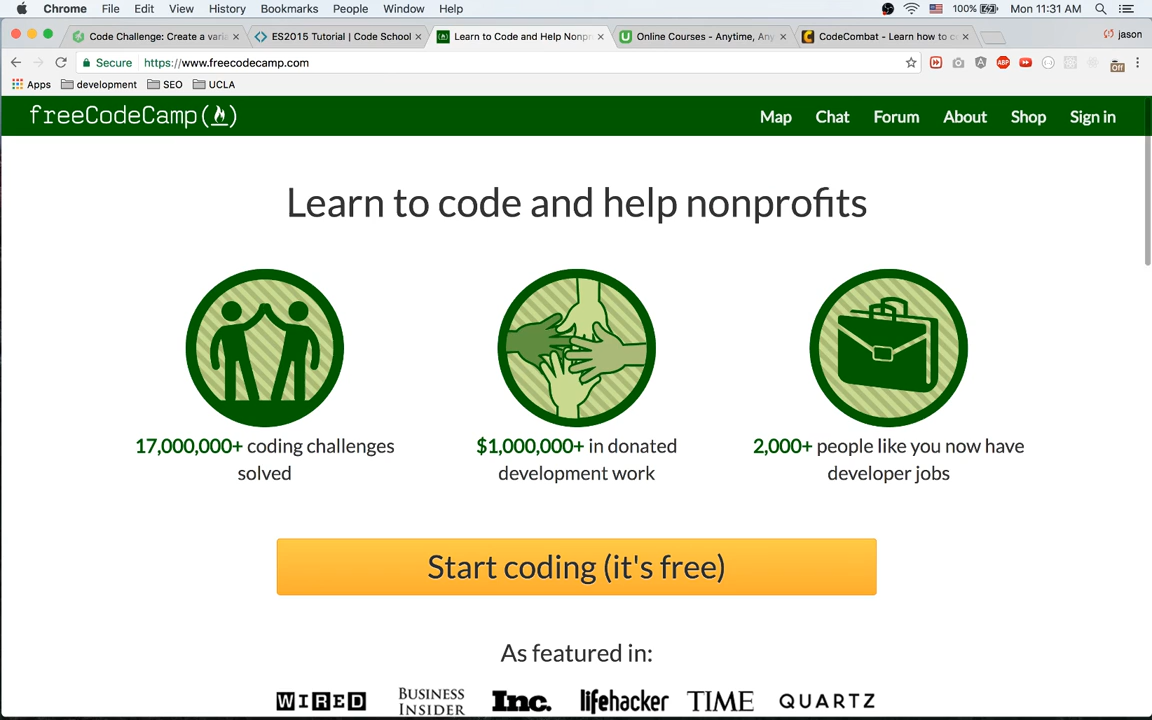 Chrome File Edit View History Bookmarks People Window Help 100% Mon 11:31 AM
Code Challenge: Create a varia ES2015 Tutorial | Code School Learn to Code and Help Nonpr Online Courses - Anytime, Any CodeCombat - Learn how to c jason
Secure https://www.freecodecamp.com ABP Off
Apps development SEO UCLA
freeCodeCamp Map Chat Forum About Shop Sign in
Learn to code and help nonprofits
17,000,000+ coding challenges solved
$1,000,000+ in donated development work
2,000+ people like you now have developer jobs
Start coding (it's free)
As featured in:
WIRED BUSINESS INSIDER Inc. lifehacker TIME QUARTZ